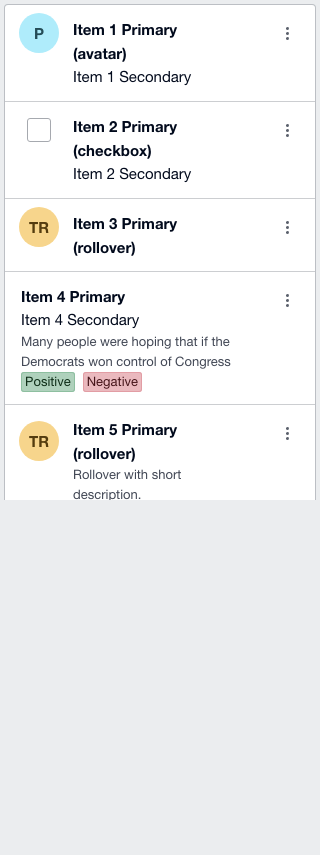 P
Item 1 Primary
(avatar)
Item 1 Secondary
Item 2 Primary
(checkbox)
Item 2 Secondary
TR
Item 3 Primary
(rollover)
Item 4 Primary
Item 4 Secondary
Many people were hoping that if the
Democrats won control of Congress
Positive Negative
TR
Item 5 Primary
(rollover)
Rollover with short
description.